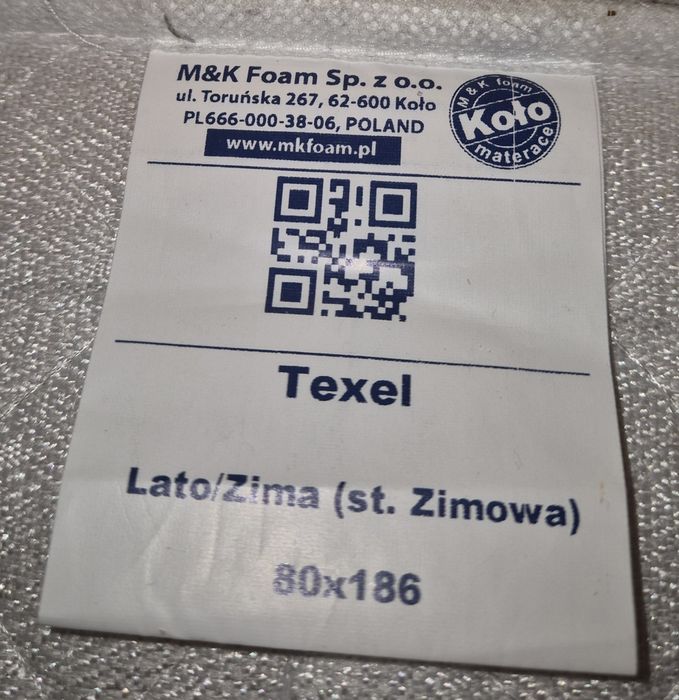 M&K Foam Sp. z o.o.
ul. Toruńska 267, 62-600 Koło
PL666-000-38-06, POLAND
www.mkfoam.pl
M & K foam
Koło
materace
Texel
Lato/Zima (st. Zimowa)
80x186